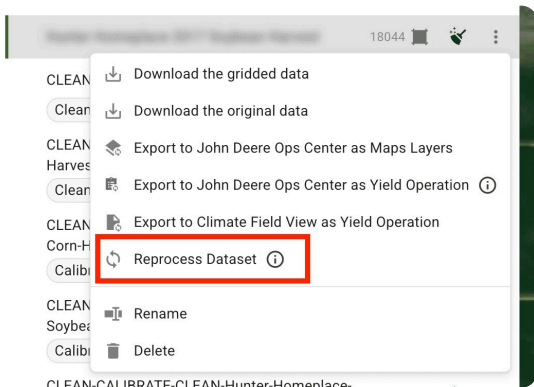 18044
CLEAN
Clean
CLEAN
Harves
Clean
CLEAN
Corn-H
Calib
CLEAN
Soybea
Calib
Download the gridded data
Download the original data
Export to John Deere Ops Center as Maps Layers
Export to John Deere Ops Center as Yield Operation
Export to Climate Field View as Yield Operation
Reprocess Dataset
Rename
Delete
CLEAN-CALIBRATE-CLEAN-Hunter-Homeplace-